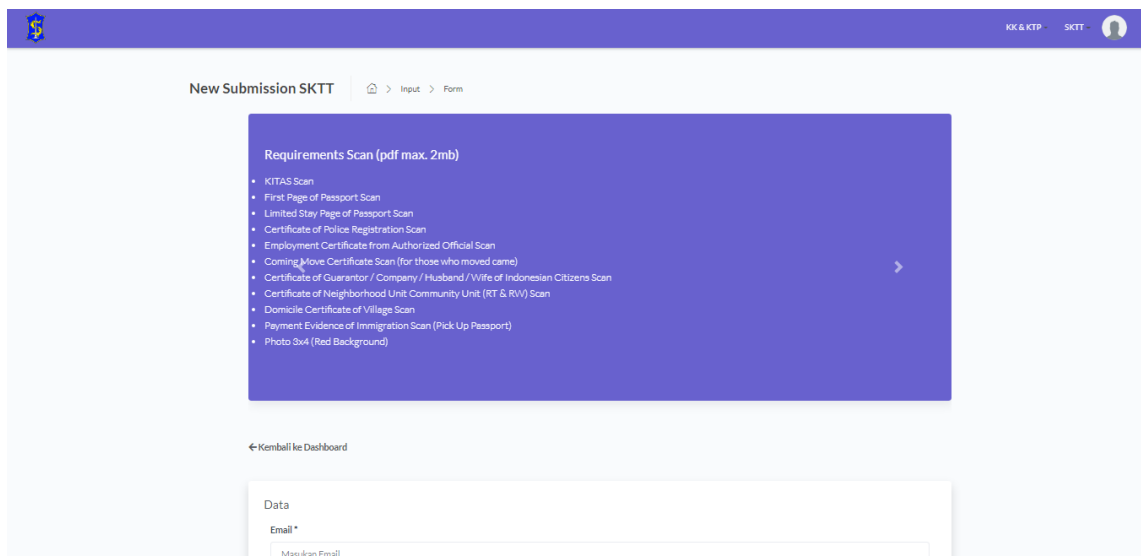 KK & KTP SKTT
New Submission SKTT
Input > Form
Requirements Scan (pdf max. 2mb)
• KITAS Scan
• First Page of Passport Scan
• Limited Stay Page of Passport Scan
• Certificate of Police Registration Scan
• Employment Certificate from Authorized Official Scan
• Coming Move Certificate Scan (for those who moved came)
• Certificate of Guarantor / Company / Husband / Wife of Indonesian Citizens Scan
• Certificate of Neighborhood Unit Community Unit (RT & RW) Scan
• Domicile Certificate of Village Scan
• Payment Evidence of Immigration Scan (Pick Up Passport)
• Photo 3x4 (Red Background)
←Kembali ke Dashboard
Data
Email *
Masukan Email